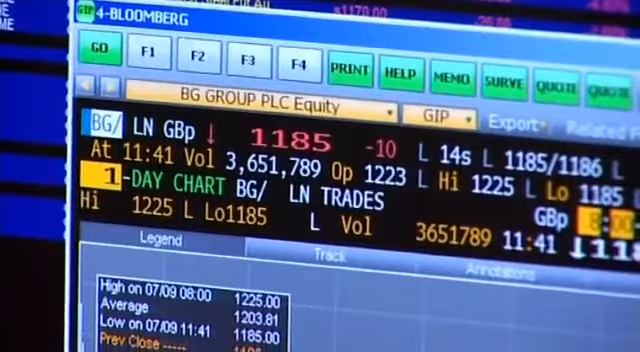 $1170.00
GIP 4-BLOOMBERG
GO F1 F2 F3 F4 PRINT HELP MEMO SURVE QUOTE QUOTE
BG GROUP PLC Equity GIP Export Related
BG/ LN GBp ↓ 1185 -10 L 14s L 1185/1186 L
At 11:41 Vol 3,651,789 Op 1223 L Hi 1225 L Lo 1185
1-DAY CHART BG/ LN TRADES GBp
Hi 1225 L Lo1185 L Vol 3651789 11:41 ↓118
Legend Track Annotations
High on 07/09 08:00 1225.00
Average 1203.81
Low on 07/09 11:41 1185.00
Prev Close -----